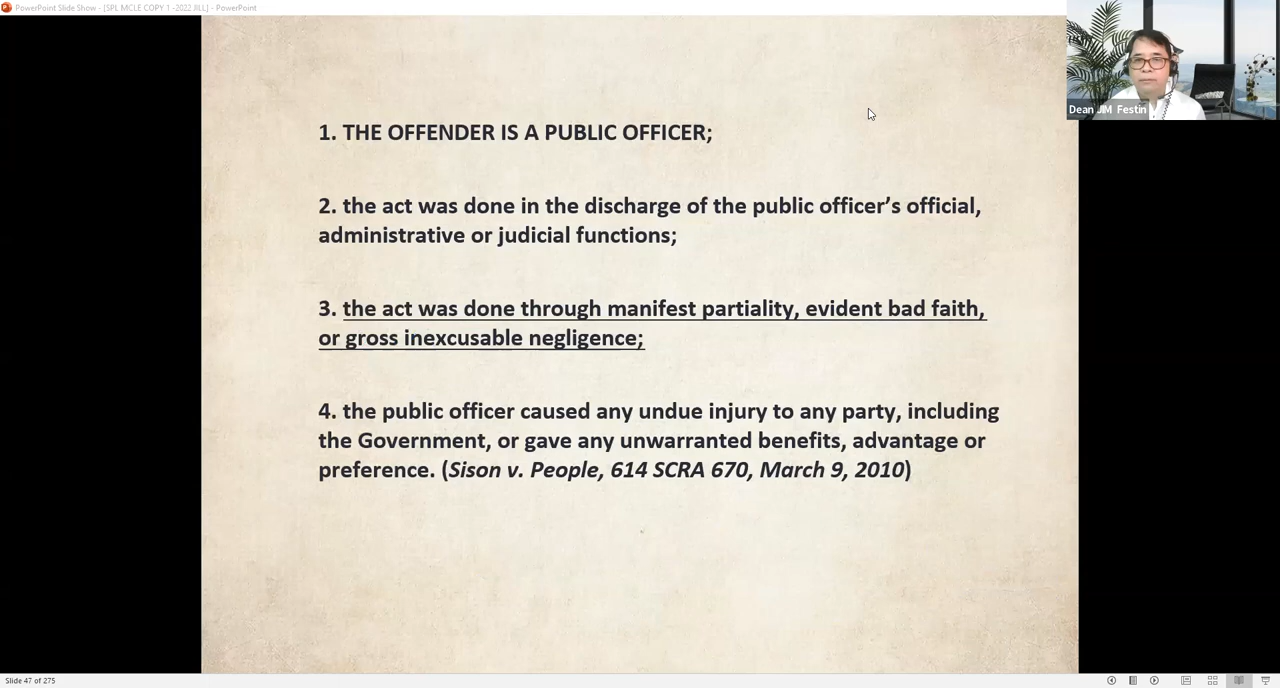 PowerPoint Slide Show - [SPL MCLE COPY 1 -2022 JILL] - PowerPoint
Dean JIM Festin
1. THE OFFENDER IS A PUBLIC OFFICER;
2. the act was done in the discharge of the public officer’s official,
administrative or judicial functions;
3. the act was done through manifest partiality, evident bad faith,
or gross inexcusable negligence;
4. the public officer caused any undue injury to any party, including
the Government, or gave any unwarranted benefits, advantage or
preference. (Sison v. People, 614 SCRA 670, March 9, 2010)
Slide 47 of 275